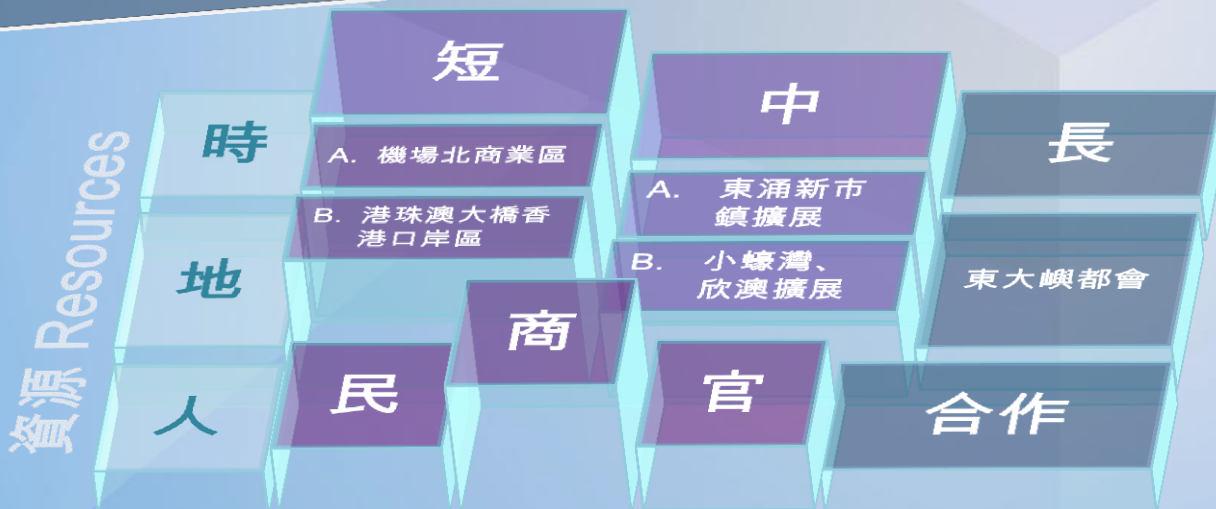 資源 Resources
時
短
中
長
地
A. 機場北商業區
B. 港珠澳大橋香
港口岸區
A. 東涌新市
鎮擴展
B. 小蠔灣、
欣澳擴展
東大嶼都會
人
民
商
官
合作